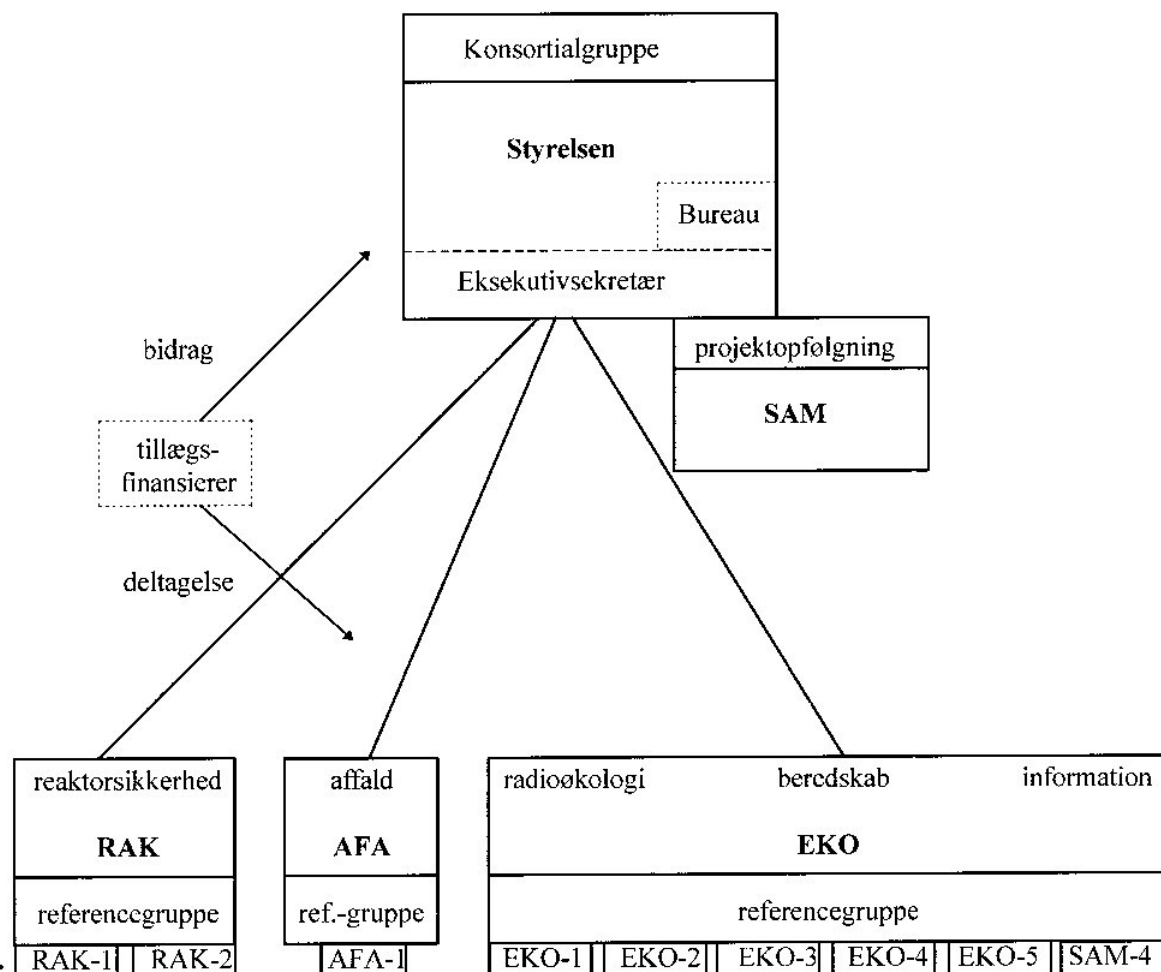 Konsortialgruppe
Styrelsen
Bureau
Eksekutivsekretær
projektopfølgning
SAM
bidrag
tillægs-
finansierer
deltagelse
reaktorsikkerhed
RAK
referencegruppe
RAK-1 RAK-2
affald
AFA
ref.-gruppe
AFA-1
radioøkologi beredskab information
EKO
referencegruppe
EKO-1 EKO-2 EKO-3 EKO-4 EKO-5 SAM-4